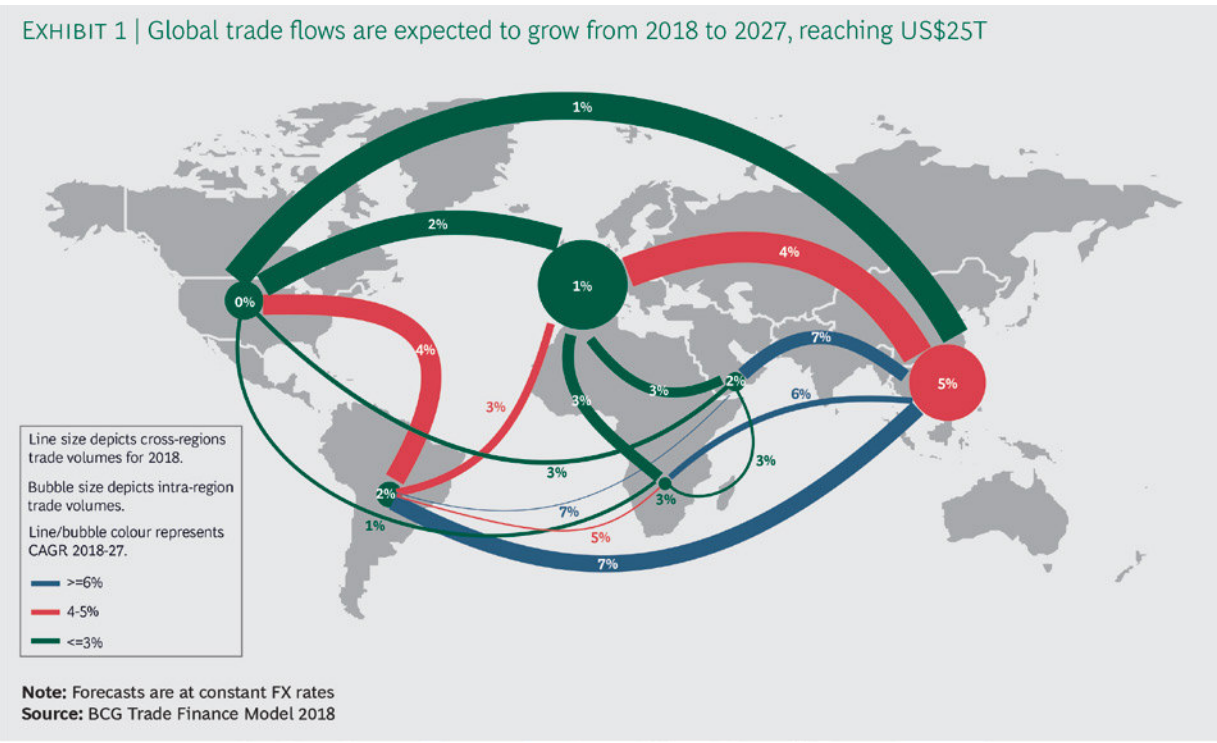 EXHIBIT 1 | Global trade flows are expected to grow from 2018 to 2027, reaching US$25T
1%
2%
4%
0%
1%
7%
4%
2%
5%
3%
6%
3%
3%
3%
3%
2%
3%
7%
1%
5%
7%
Line size depicts cross-regions
trade volumes for 2018.
Bubble size depicts intra-region
trade volumes.
Line/bubble colour represents
CAGR 2018-27.
>=6%
4-5%
<=3%
Note: Forecasts are at constant FX rates
Source: BCG Trade Finance Model 2018